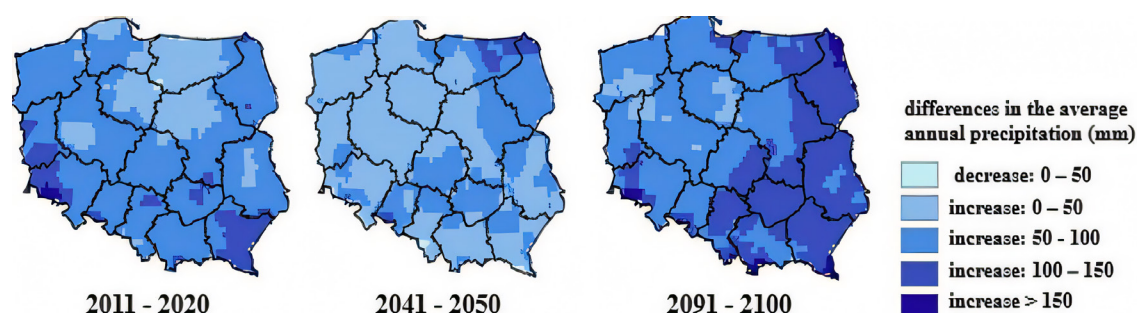 differences in the average
annual precipitation (mm)
decrease: 0 – 50
increase: 0 – 50
increase: 50 - 100
increase: 100 – 150
increase > 150
2011 - 2020
2041 - 2050
2091 - 2100